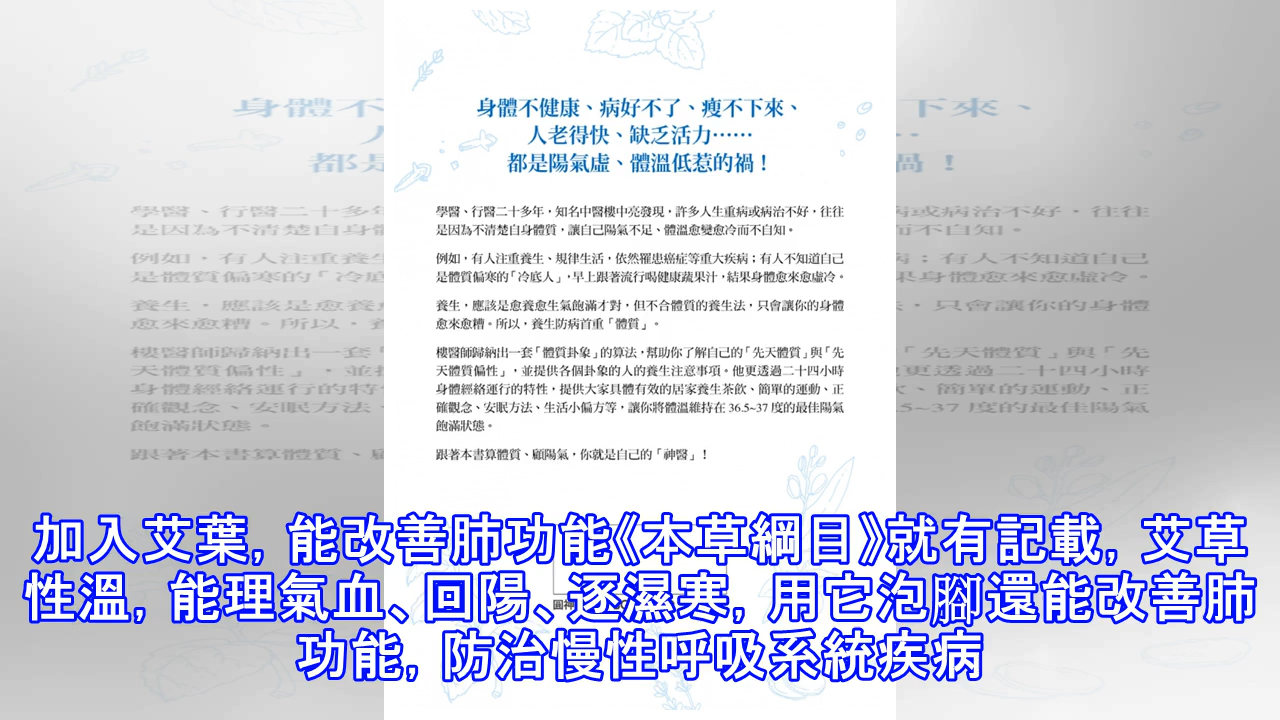 身體不健康、病好不了、瘦不下來、
人老得快、缺乏活力……
都是陽氣虛、體溫低惹的禍！
學醫、行醫二十多年，知名中醫樓中亮發現，許多人生重病或病治不好，往往
是因為不清楚自身體質，讓自己陽氣不足、體溫愈變愈冷而不自知。
例如，有人注重養生、規律生活，依然罹患癌症等重大疾病；有人不知道自己
是體質偏寒的「冷底人」，早上跟著流行喝健康蔬果汁，結果身體愈來愈虛冷。
養生，應該是愈養愈生氣飽滿才對，但不合體質的養生法，只會讓你的身體
愈來愈糟。所以，養生防病首重「體質」。
樓醫師歸納出一套「體質卦象」的算法，幫助你了解自己的「先天體質」與「先
天體質偏性」，並提供各個卦象的人的養生注意事項。他更透過二十四小時
身體經絡運行的特性，提供大家具體有效的居家養生茶飲、簡單的運動、正
確觀念、安眠方法、生活小偏方等，讓你將體溫維持在 36.5~37 度的最佳陽氣
飽滿狀態。
跟著本書算體質、顧陽氣，你就是自己的「神醫」！
加入艾葉, 能改善肺功能《本草綱目》就有記載, 艾草
性溫, 能理氣血、回陽、逐濕寒, 用它泡腳還能改善肺
功能, 防治慢性呼吸系統疾病